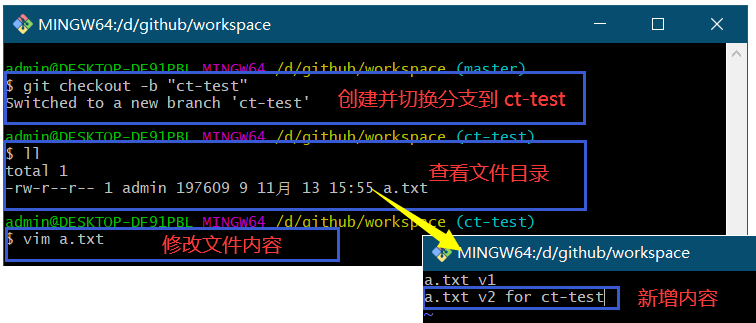 MINGW64:/d/github/workspace
admin@DESKTOP-DF91PBL MINGW64 /d/github/workspace (master)
$ git checkout -b "ct-test"
Switched to a new branch 'ct-test'
创建并切换分支到 ct-test
admin@DESKTOP-DF91PBL MINGW64 /d/github/workspace (ct-test)
$ ll
total 1
查看文件目录
-rw-r--r-- 1 admin 197609 9 11月 13 15:55 a.txt
admin@DESKTOP-DF91PBL MINGW64 /d/github/workspace (ct-test)
$ vim a.txt
修改文件内容
MINGW64:/d/github/workspace
a.txt v1
a.txt v2 for ct-test
新增内容
~